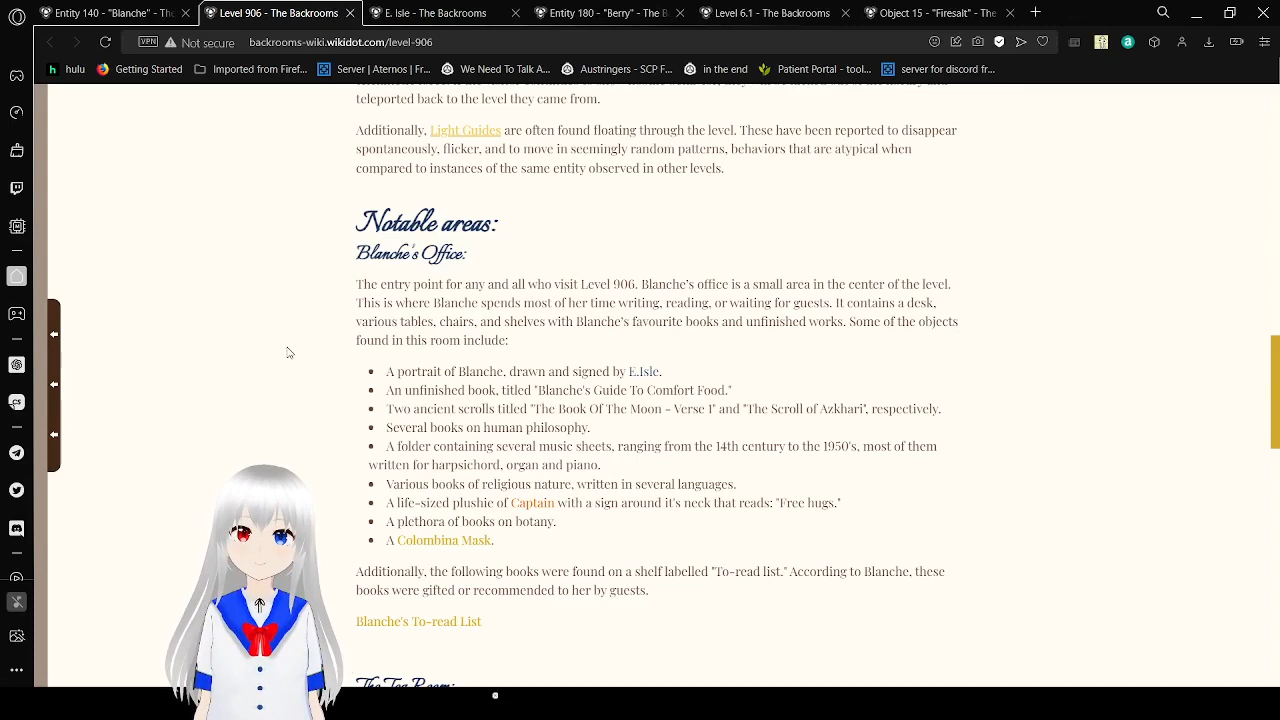 Entity 140 - "Blanche" - Th
Level 906 - The Backrooms
E. Isle - The Backrooms
Entity 180 - "Berry" - The B
Level 6.1 - The Backrooms
Object 15 - "Firesalt" - The
VPN Not secure backrooms-wiki.wikidot.com/level-906
hulu Getting Started Imported from Firef... Server | Aternos | Fr... We Need To Talk A... Austringers - SCP F... in the end Patient Portal - tool... server for discord fr...
teleported back to the level they came from.
Additionally, Light Guides are often found floating through the level. These have been reported to disappear
spontaneously, flicker, and to move in seemingly random patterns, behaviors that are atypical when
compared to instances of the same entity observed in other levels.
Notable areas:
Blanche's Office:
The entry point for any and all who visit Level 906. Blanche's office is a small area in the center of the level.
This is where Blanche spends most of her time writing, reading, or waiting for guests. It contains a desk,
various tables, chairs, and shelves with Blanche's favourite books and unfinished works. Some of the objects
found in this room include:
A portrait of Blanche, drawn and signed by E.Isle.
An unfinished book, titled "Blanche's Guide To Comfort Food."
Two ancient scrolls titled "The Book Of The Moon - Verse I" and "The Scroll of Azkhari", respectively.
Several books on human philosophy.
A folder containing several music sheets, ranging from the 14th century to the 1950's, most of them
written for harpsichord, organ and piano.
Various books of religious nature, written in several languages.
A life-sized plushie of Captain with a sign around it's neck that reads: "Free hugs."
A plethora of books on botany.
A Colombina Mask.
Additionally, the following books were found on a shelf labelled "To-read list." According to Blanche, these
books were gifted or recommended to her by guests.
Blanche's To-read List
The Tea Room: